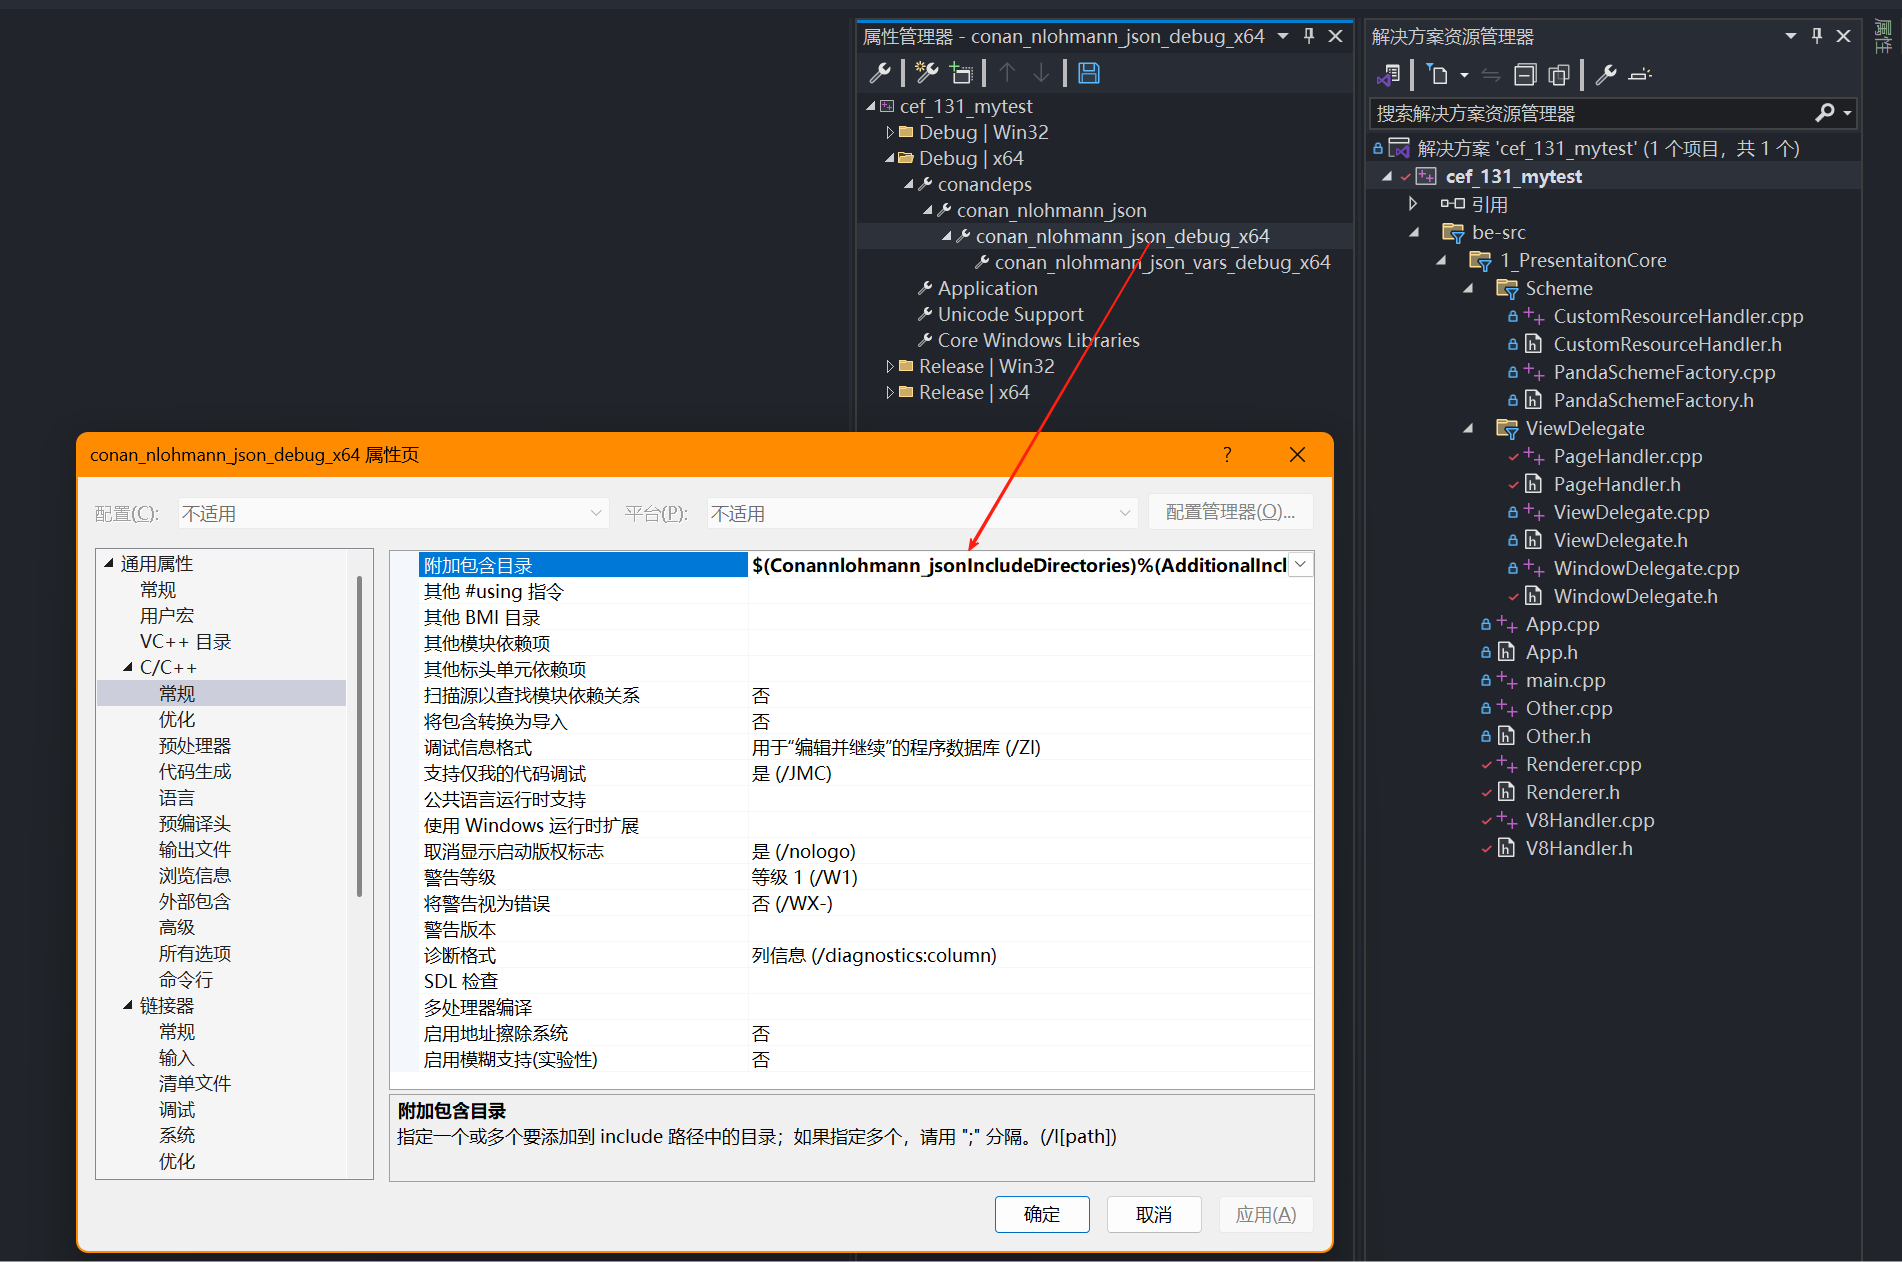 属性管理器 - conan_nlohmann_json_debug_x64
cef_131_mytest
Debug | Win32
Debug | x64
conandeps
conan_nlohmann_json
conan_nlohmann_json_debug_x64
conan_nlohmann_json_vars_debug_x64
Application
Unicode Support
Core Windows Libraries
Release | Win32
Release | x64
解决方案资源管理器
搜索解决方案资源管理器
解决方案 'cef_131_mytest' (1 个项目，共 1 个)
cef_131_mytest
引用
be-src
1_PresentaitonCore
Scheme
CustomResourceHandler.cpp
CustomResourceHandler.h
PandaSchemeFactory.cpp
PandaSchemeFactory.h
ViewDelegate
PageHandler.cpp
PageHandler.h
ViewDelegate.cpp
ViewDelegate.h
WindowDelegate.cpp
WindowDelegate.h
App.cpp
App.h
main.cpp
Other.cpp
Other.h
Renderer.cpp
Renderer.h
V8Handler.cpp
V8Handler.h
属性
conan_nlohmann_json_debug_x64 属性页
?
配置(C): 不适用 平台(P): 不适用 配置管理器(O)...
通用属性
常规
用户宏
VC++ 目录
C/C++
常规
优化
预处理器
代码生成
语言
预编译头
输出文件
浏览信息
外部包含
高级
所有选项
命令行
链接器
常规
输入
清单文件
调试
系统
优化
附加包含目录 $(Conannlohmann_jsonIncludeDirectories)%(AdditionalIncl
其他 #using 指令
其他 BMI 目录
其他模块依赖项
其他标头单元依赖项
扫描源以查找模块依赖关系 否
将包含转换为导入 否
调试信息格式 用于“编辑并继续”的程序数据库 (/ZI)
支持仅我的代码调试 是 (/JMC)
公共语言运行时支持
使用 Windows 运行时扩展
取消显示启动版权标志 是 (/nologo)
警告等级 等级 1 (/W1)
将警告视为错误 否 (/WX-)
警告版本
诊断格式 列信息 (/diagnostics:column)
SDL 检查
多处理器编译
启用地址擦除系统 否
启用模糊支持(实验性) 否
附加包含目录
指定一个或多个要添加到 include 路径中的目录；如果指定多个，请用 ";" 分隔。(/I[path])
确定 取消 应用(A)